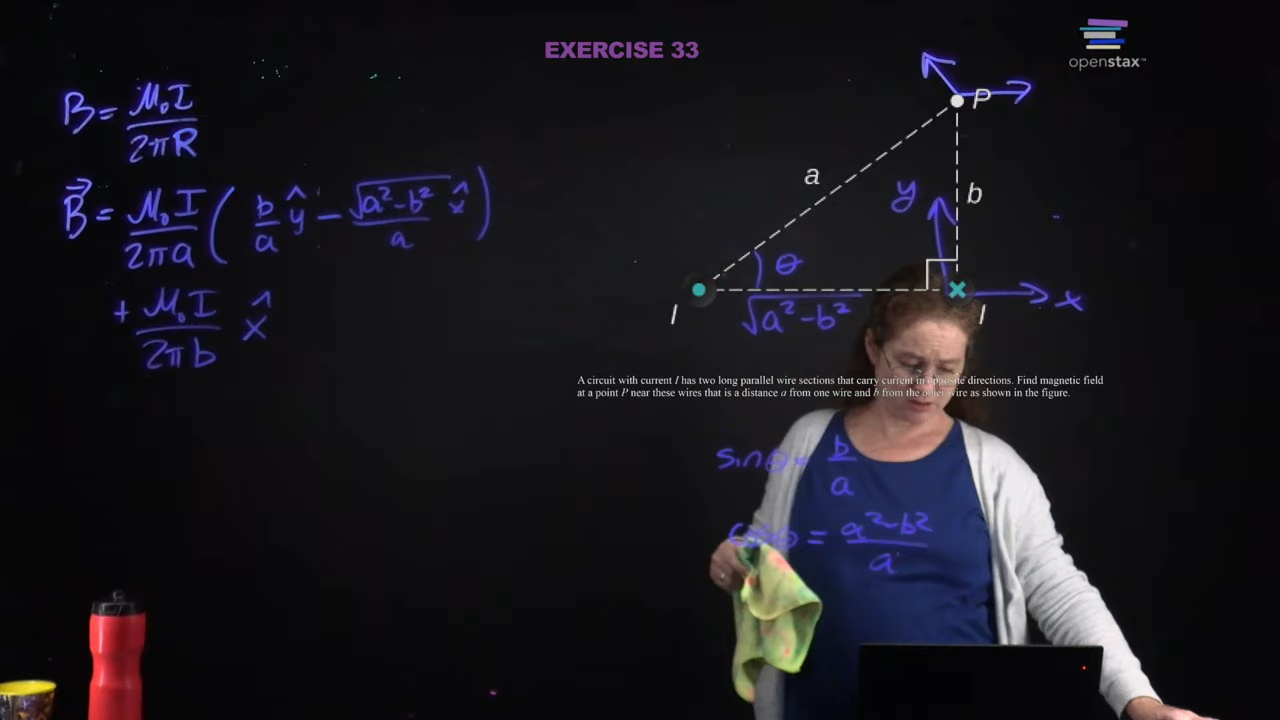 EXERCISE 33
openstax™
B = μ₀I / 2πR
B⃗ = μ₀I / 2πa ( b/a ŷ − √a²−b² / a x̂ )
+ μ₀I / 2πb x̂
P
a
b
y
θ
I
√a²−b²
I
x
A circuit with current I has two long parallel wire sections that carry current in opposite directions. Find magnetic field
at a point P near these wires that is a distance a from one wire and b from the other wire as shown in the figure.
sinθ = b/a
cosθ = a²−b² / a